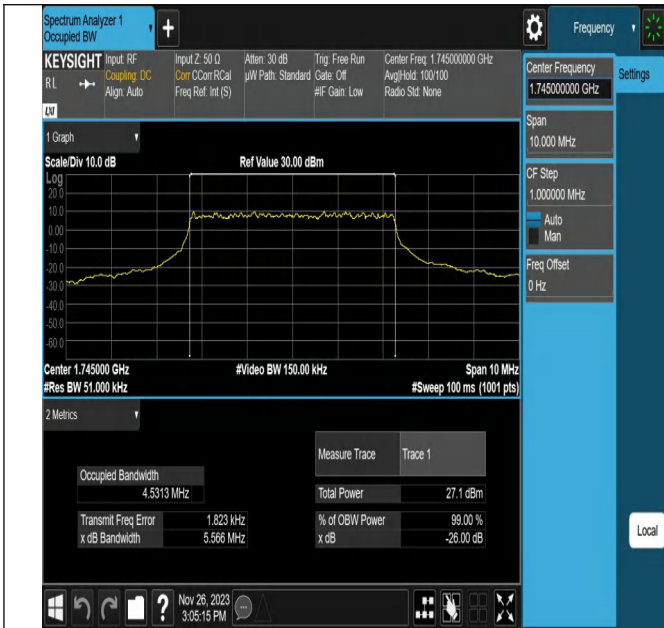 Spectrum Analyzer 1
Occupied BW
Frequency
KEYSIGHT
RL
LXI
Input: RF
Coupling: DC
Align: Auto
Input Z: 50 Ω
Corr CCorr RCal
Freq Ref: Int (S)
Atten: 30 dB
µW Path: Standard
Trig: Free Run
Gate: Off
#IF Gain: Low
Center Freq: 1.745000000 GHz
Avg|Hold: 100/100
Radio Std: None
Center Frequency
1.745000000 GHz
Settings
Span
10.000 MHz
CF Step
1.000000 MHz
Auto
Man
Freq Offset
0 Hz
1 Graph
Scale/Div 10.0 dB
Ref Value 30.00 dBm
Log
20.0
10.0
0.00
-10.0
-20.0
-30.0
-40.0
-50.0
-60.0
Center 1.745000 GHz
#Video BW 150.00 kHz
Span 10 MHz
#Res BW 51.000 kHz
#Sweep 100 ms (1001 pts)
2 Metrics
Measure Trace
Trace 1
Occupied Bandwidth
4.5313 MHz
Total Power
27.1 dBm
Transmit Freq Error
1.823 kHz
% of OBW Power
99.00 %
x dB Bandwidth
5.566 MHz
x dB
-26.00 dB
Local
?
Nov 26, 2023
3:05:15 PM